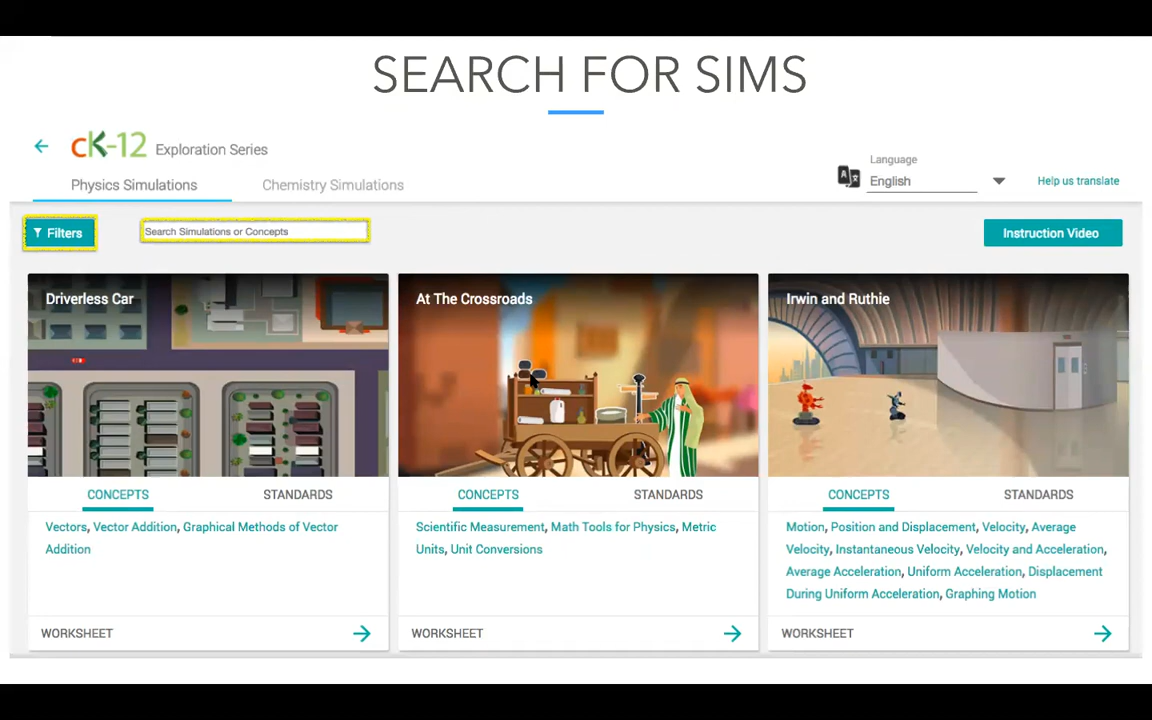 SEARCH FOR SIMS
cK-12 Exploration Series
Language
Physics Simulations
Chemistry Simulations
English
Help us translate
Filters
Search Simulations or Concepts
Instruction Video
Driverless Car
CONCEPTS
STANDARDS
Vectors, Vector Addition, Graphical Methods of Vector
Addition
WORKSHEET
At The Crossroads
CONCEPTS
STANDARDS
Scientific Measurement, Math Tools for Physics, Metric
Units, Unit Conversions
WORKSHEET
Irwin and Ruthie
CONCEPTS
STANDARDS
Motion, Position and Displacement, Velocity, Average
Velocity, Instantaneous Velocity, Velocity and Acceleration,
Average Acceleration, Uniform Acceleration, Displacement
During Uniform Acceleration, Graphing Motion
WORKSHEET